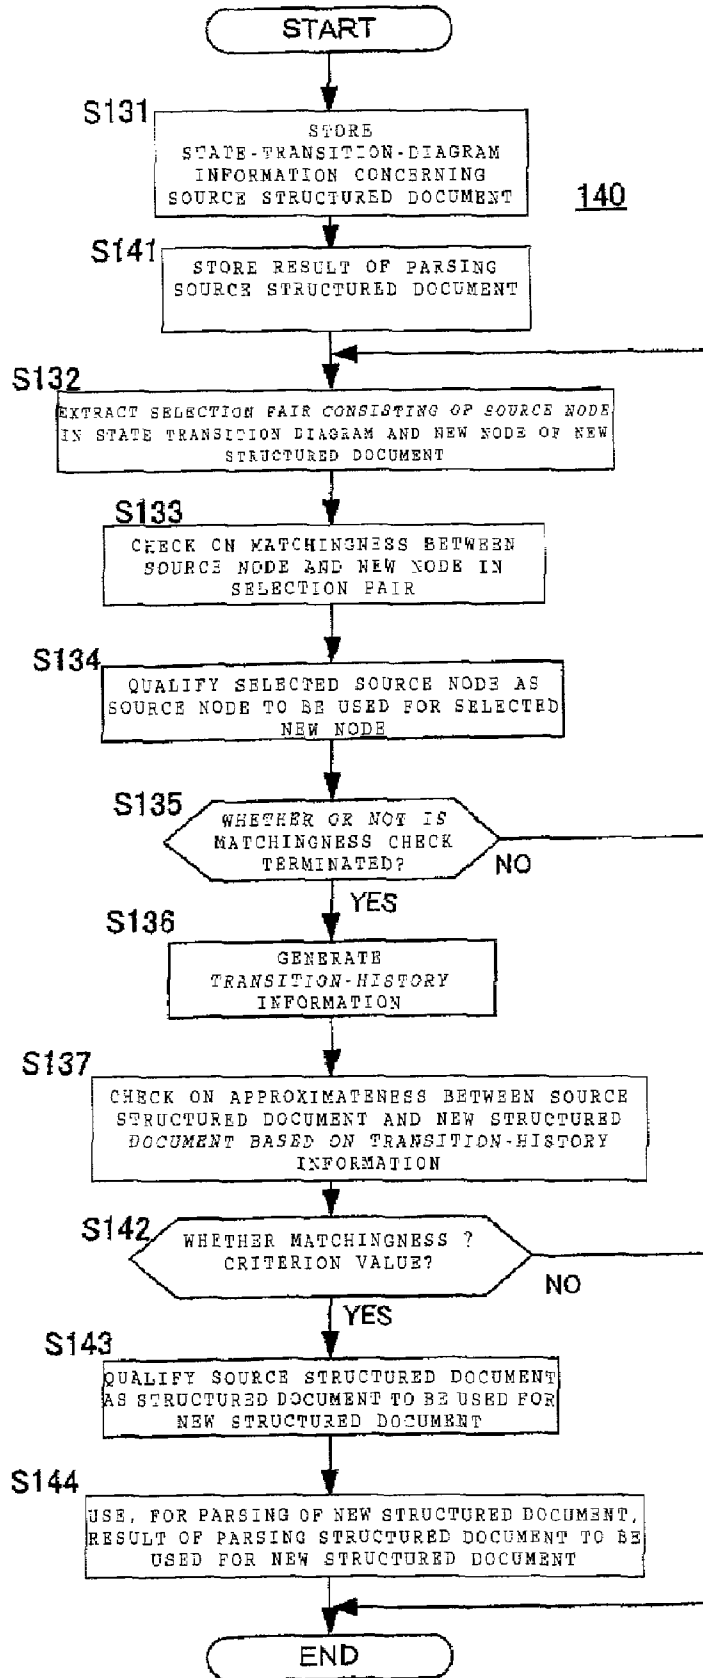 START
S131
STORE
STATE-TRANSITION-DIAGRAM
INFORMATION CONCERNING
SOURCE STRUCTURED DOCUMENT
140
S141
STORE RESULT OF PARSING
SOURCE STRUCTURED DOCUMENT
S132
EXTRACT SELECTION PAIR CONSISTING OF SOURCE NODE
IN STATE TRANSITION DIAGRAM AND NEW NODE OF NEW
STRUCTURED DOCUMENT
S133
CHECK ON MATCHINGNESS BETWEEN
SOURCE NODE AND NEW NODE IN
SELECTION PAIR
S134
QUALIFY SELECTED SOURCE NODE AS
SOURCE NODE TO BE USED FOR SELECTED
NEW NODE
S135
WHETHER OR NOT IS
MATCHINGNESS CHECK
TERMINATED?
NO
YES
S136
GENERATE
TRANSITION-HISTORY
INFORMATION
S137
CHECK ON APPROXIMATENESS BETWEEN SOURCE
STRUCTURED DOCUMENT AND NEW STRUCTURED
DOCUMENT BASED ON TRANSITION-HISTORY
INFORMATION
S142
WHETHER MATCHINGNESS ?
CRITERION VALUE?
NO
YES
S143
QUALIFY SOURCE STRUCTURED DOCUMENT
AS STRUCTURED DOCUMENT TO BE USED FOR
NEW STRUCTURED DOCUMENT
S144
USE, FOR PARSING OF NEW STRUCTURED DOCUMENT,
RESULT OF PARSING STRUCTURED DOCUMENT TO BE
USED FOR NEW STRUCTURED DOCUMENT
END